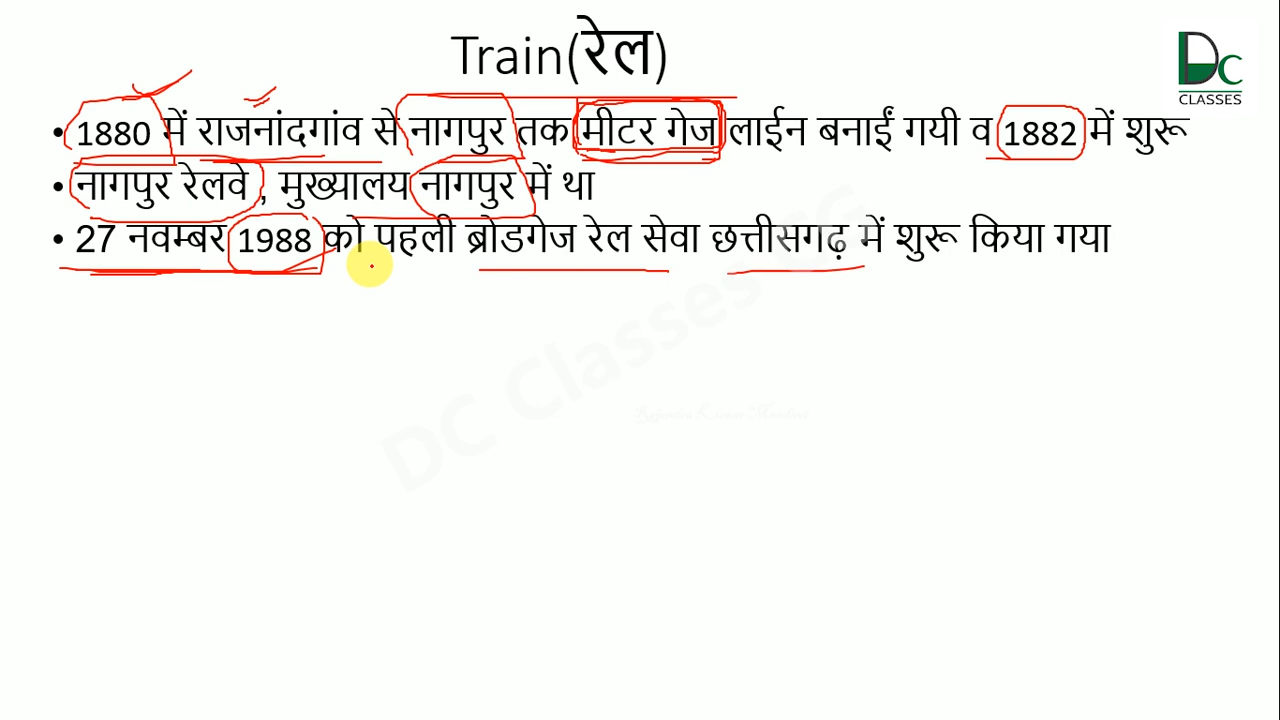 Train(रेल)
DC
CLASSES
• 1880 में राजनांदगांव से नागपुर तक मीटर गेज लाईन बनाईं गयी व 1882 में शुरू
• नागपुर रेलवे , मुख्यालय नागपुर में था
• 27 नवम्बर 1988 को पहली ब्रोडगेज रेल सेवा छत्तीसगढ़ में शुरू किया गया
DC Classes CG